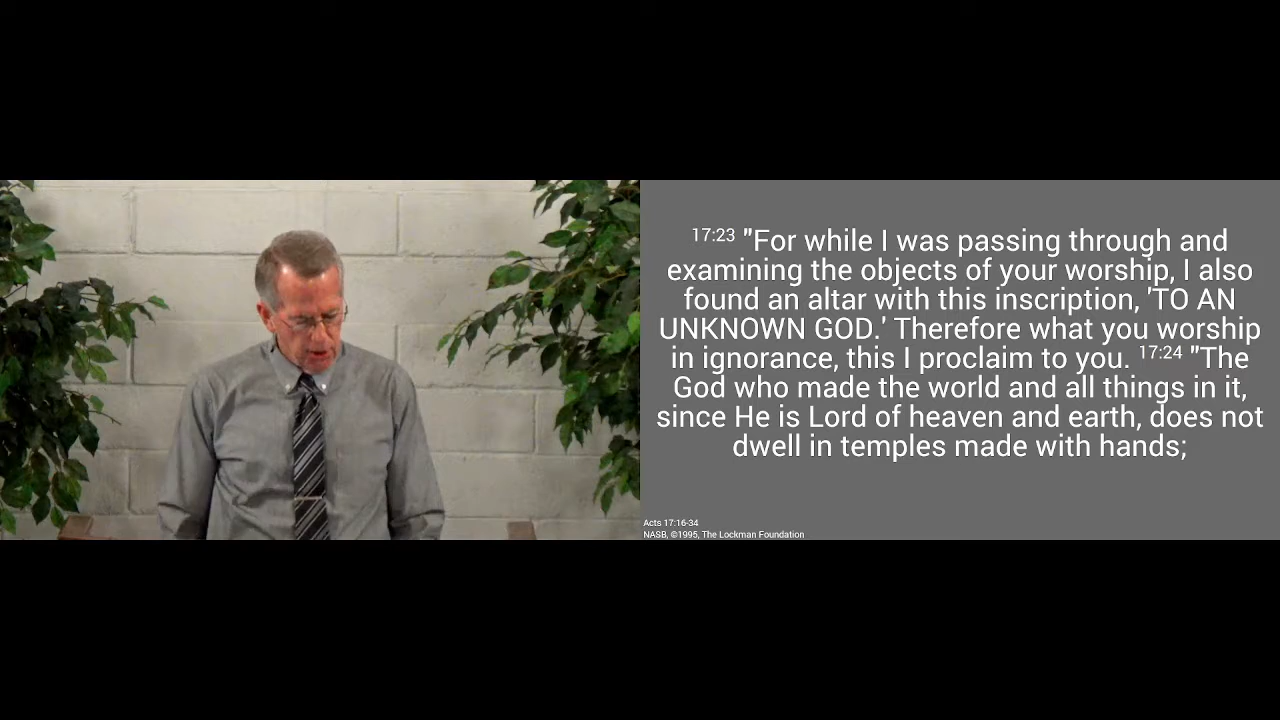 17:23 "For while I was passing through and
examining the objects of your worship, I also
found an altar with this inscription, 'TO AN
UNKNOWN GOD.' Therefore what you worship
in ignorance, this I proclaim to you. 17:24 "The
God who made the world and all things in it,
since He is Lord of heaven and earth, does not
dwell in temples made with hands;
Acts 17:16-34
NASB, ©1995, The Lockman Foundation